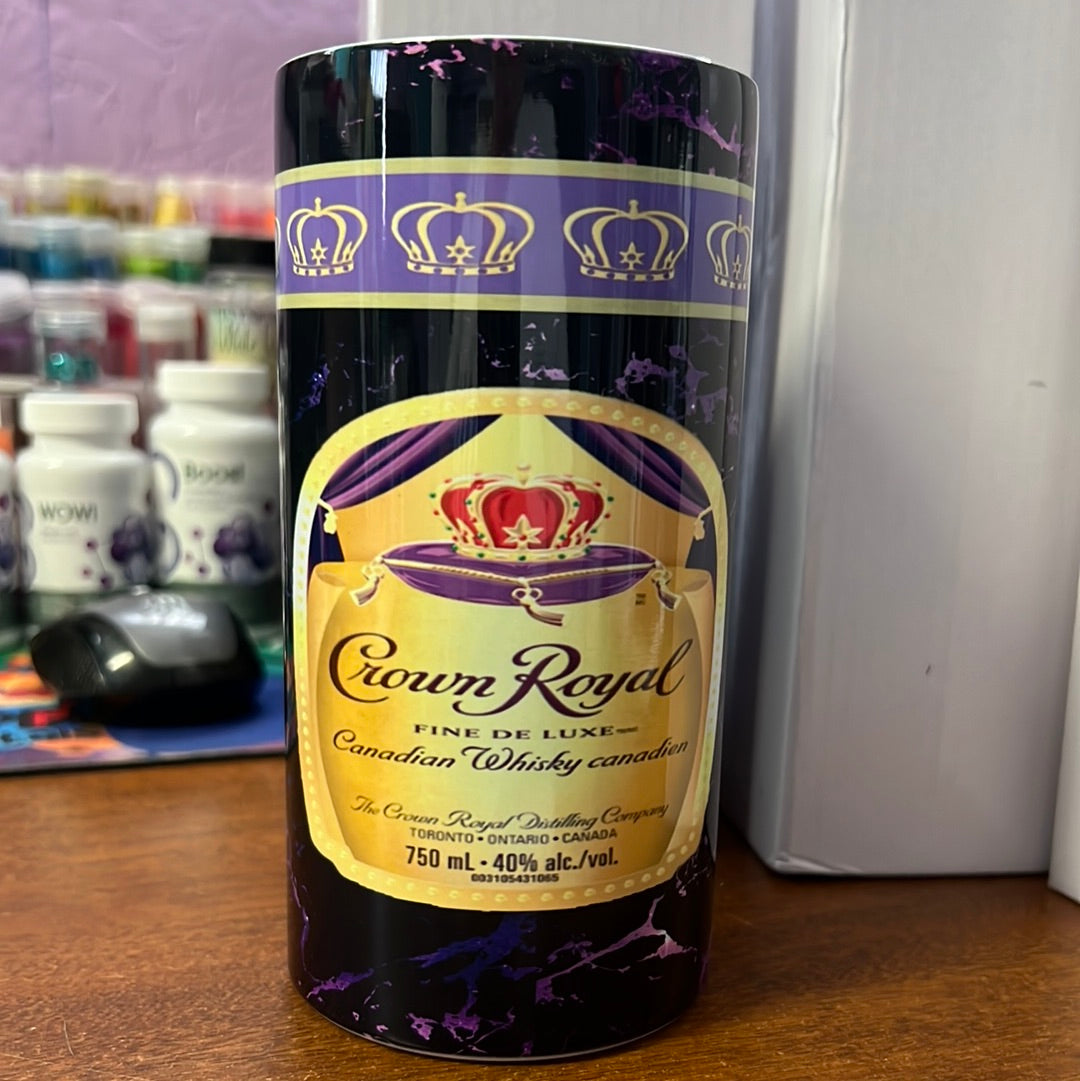 Crown Royal
FINE DE LUXE
Canadian Whisky canadien
The Crown Royal Distilling Company
TORONTO • ONTARIO • CANADA
750 mL • 40% alc./vol.
003105431065
WOW!
Boost